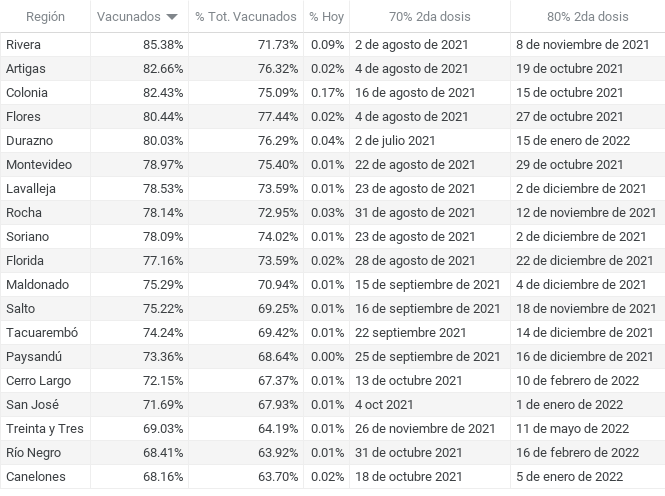 Región Vacunados % Tot. Vacunados % Hoy 70% 2da dosis 80% 2da dosis
Rivera 85.38% 71.73% 0.09% 2 de agosto de 2021 8 de noviembre de 2021
Artigas 82.66% 76.32% 0.02% 4 de agosto de 2021 19 de octubre 2021
Colonia 82.43% 75.09% 0.17% 16 de agosto de 2021 15 de octubre 2021
Flores 80.44% 77.44% 0.02% 4 de agosto de 2021 27 de octubre 2021
Durazno 80.03% 76.29% 0.04% 2 de julio 2021 15 de enero de 2022
Montevideo 78.97% 75.40% 0.01% 22 de agosto de 2021 29 de octubre 2021
Lavalleja 78.53% 73.59% 0.01% 23 de agosto de 2021 2 de diciembre de 2021
Rocha 78.14% 72.95% 0.03% 31 de agosto de 2021 12 de noviembre de 2021
Soriano 78.09% 74.02% 0.01% 23 de agosto de 2021 2 de diciembre de 2021
Florida 77.16% 73.59% 0.02% 28 de agosto de 2021 22 de diciembre de 2021
Maldonado 75.29% 70.94% 0.01% 15 de septiembre de 2021 4 de diciembre de 2021
Salto 75.22% 69.25% 0.01% 16 de septiembre de 2021 18 de noviembre de 2021
Tacuarembó 74.24% 69.42% 0.01% 22 septiembre 2021 14 de diciembre de 2021
Paysandú 73.36% 68.64% 0.00% 25 de septiembre de 2021 16 de diciembre de 2021
Cerro Largo 72.15% 67.37% 0.01% 13 de octubre de 2021 10 de febrero de 2022
San José 71.69% 67.93% 0.01% 4 oct 2021 1 de enero de 2022
Treinta y Tres 69.03% 64.19% 0.01% 26 de noviembre de 2021 11 de mayo de 2022
Río Negro 68.41% 63.92% 0.01% 31 de octubre de 2021 16 de febrero de 2022
Canelones 68.16% 63.70% 0.02% 18 de octubre de 2021 5 de enero de 2022